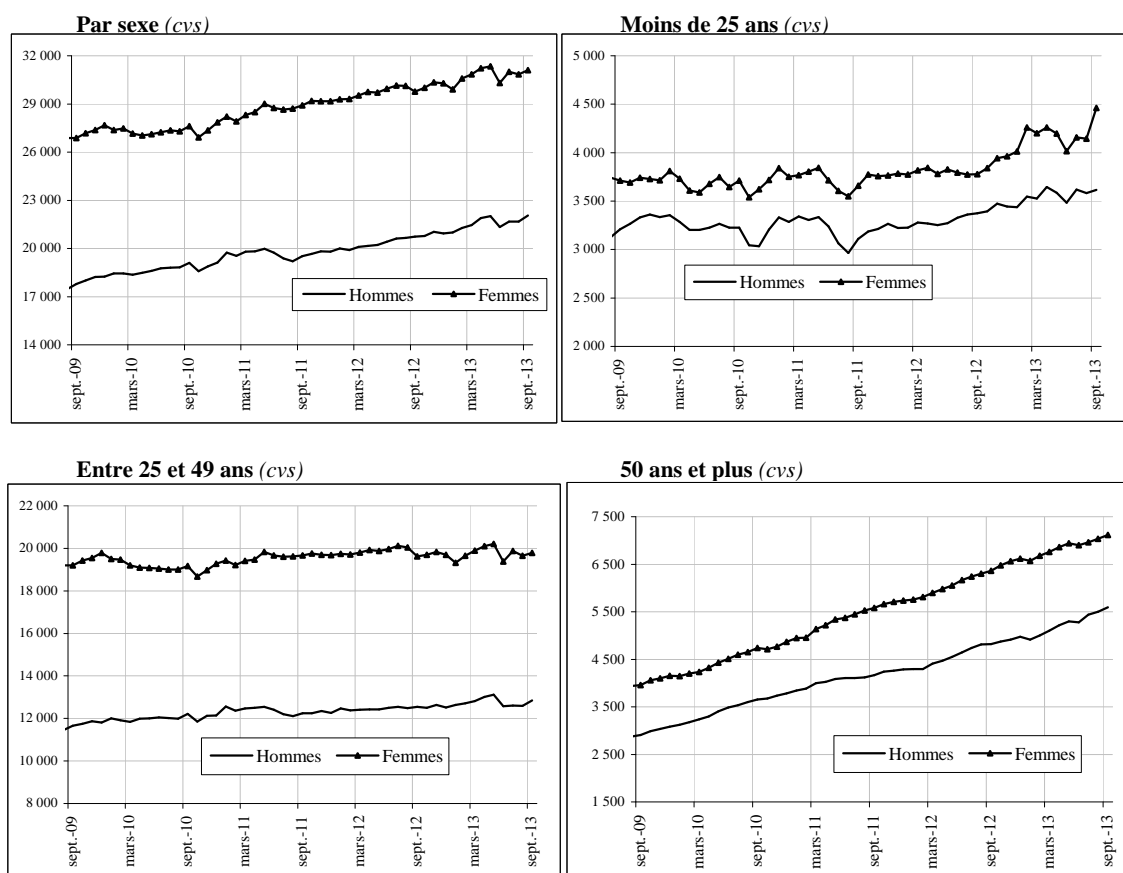 Par sexe (cvs)
32 000
29 000
26 000
23 000
20 000
17 000
14 000
Hommes Femmes
sept.-09 mars-10 sept.-10 mars-11 sept.-11 mars-12 sept.-12 mars-13 sept.-13
Moins de 25 ans (cvs)
5 000
4 500
4 000
3 500
3 000
2 500
2 000
Hommes Femmes
sept.-09 mars-10 sept.-10 mars-11 sept.-11 mars-12 sept.-12 mars-13 sept.-13
Entre 25 et 49 ans (cvs)
22 000
20 000
18 000
16 000
14 000
12 000
10 000
8 000
Hommes Femmes
sept.-09 mars-10 sept.-10 mars-11 sept.-11 mars-12 sept.-12 mars-13 sept.-13
50 ans et plus (cvs)
7 500
6 500
5 500
4 500
3 500
2 500
1 500
Hommes Femmes
sept.-09 mars-10 sept.-10 mars-11 sept.-11 mars-12 sept.-12 mars-13 sept.-13